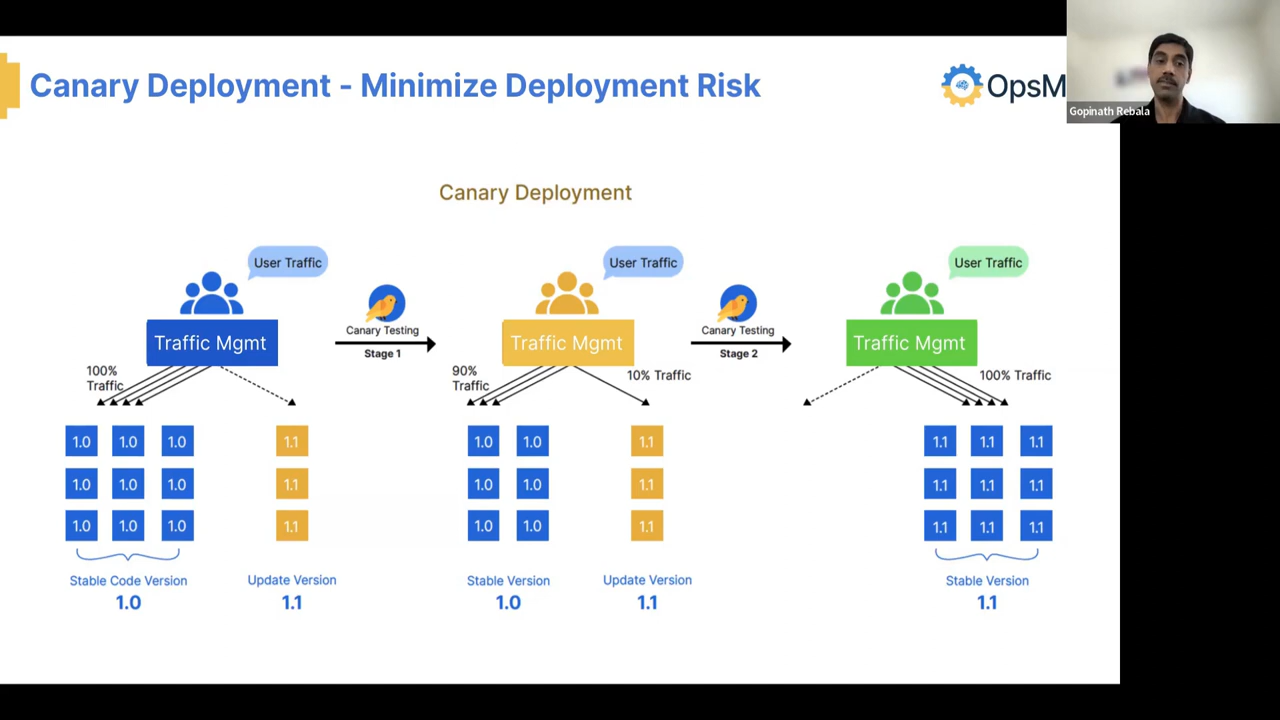 Canary Deployment - Minimize Deployment Risk
OpsM
Gopinath Rebala
Canary Deployment
User Traffic
User Traffic
User Traffic
Canary Testing
Stage 1
Canary Testing
Stage 2
Traffic Mgmt
Traffic Mgmt
Traffic Mgmt
100%
Traffic
90%
Traffic
10% Traffic
100% Traffic
1.0 1.0 1.0 1.1 1.0 1.0 1.1 1.1 1.1 1.1
1.0 1.0 1.0 1.1 1.0 1.0 1.1 1.1 1.1 1.1
1.0 1.0 1.0 1.1 1.0 1.0 1.1 1.1 1.1 1.1
Stable Code Version
1.0
Update Version
1.1
Stable Version
1.0
Update Version
1.1
Stable Version
1.1